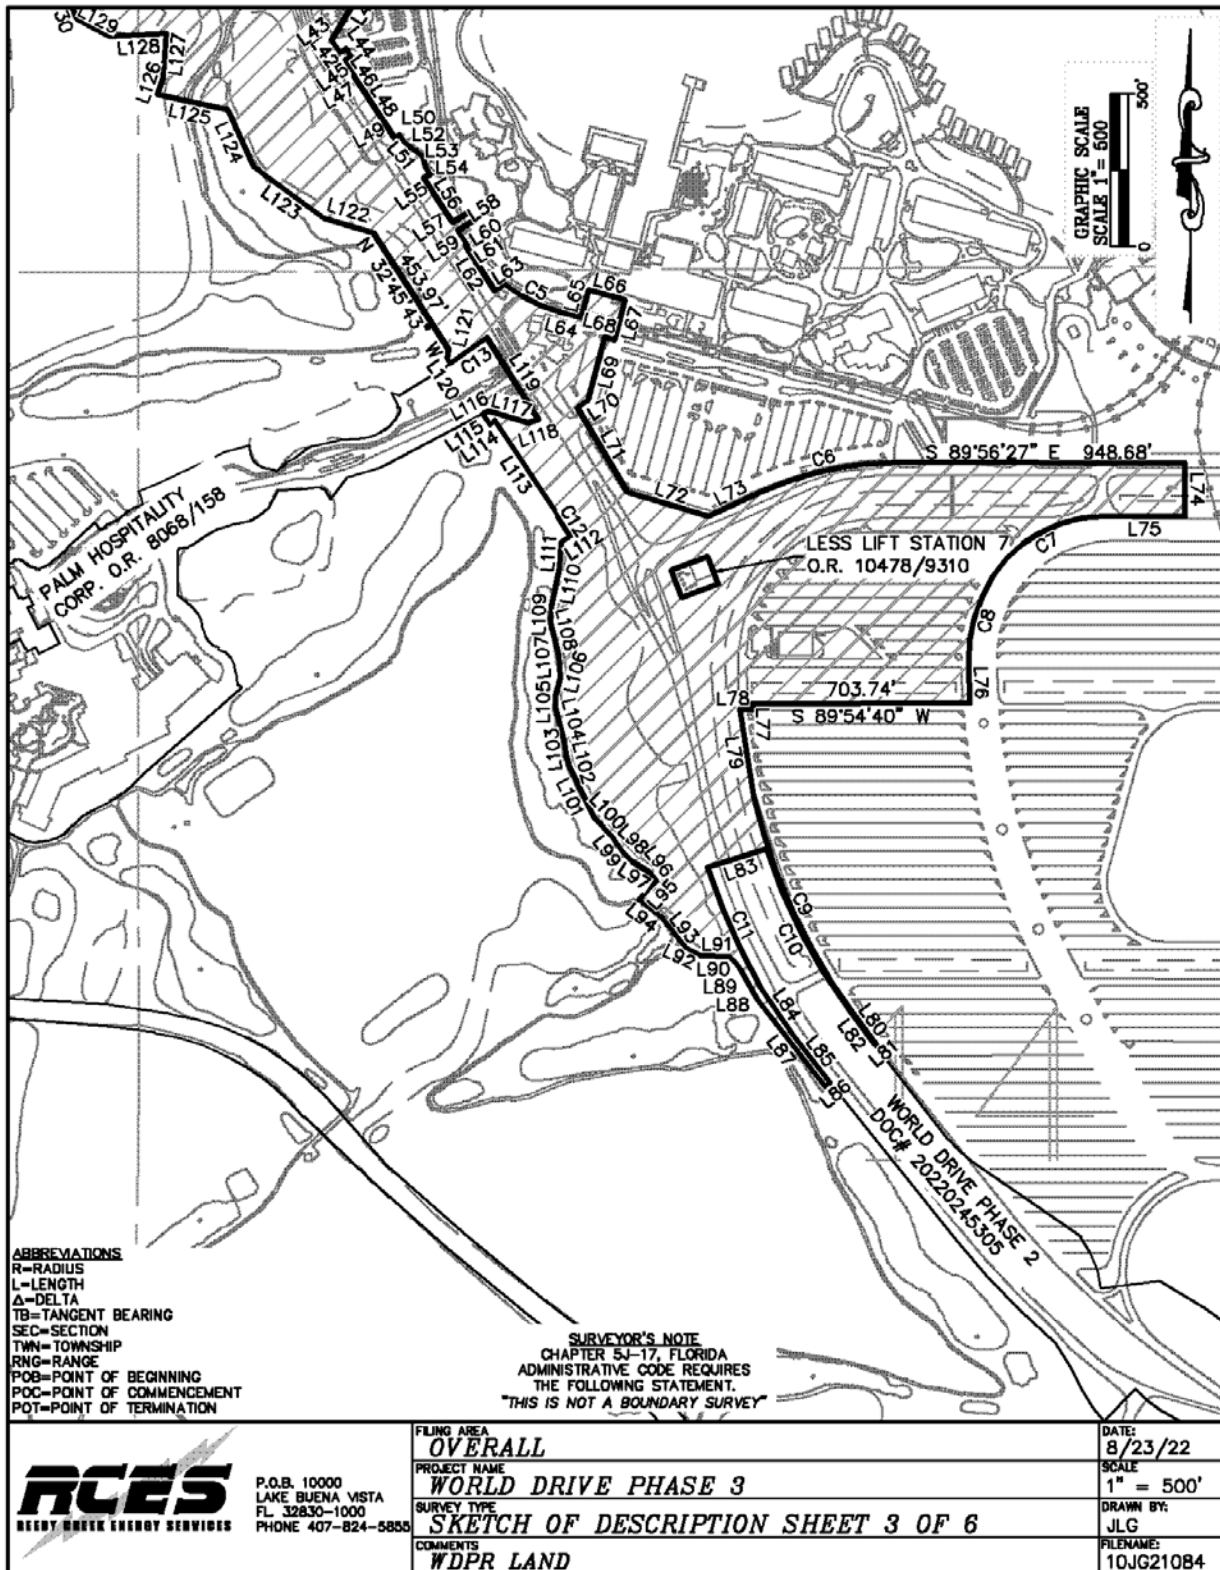 L129
30
L128
L127
L126
L125
L124
L123
L122
L43
L44
L42
L45
L46
L47
L48
L49
L50
L51
L52
L53
L54
L55
L56
L57
L58
L59
L60
L61
L62
L63
C5
L64
L65
L66
L67
L68
L69
L70
L71
L72
L73
C6
S 89°56'27" E 948.68'
L74
L75
C7
C8
L76
703.74'
S 89°54'40" W
L77
L78
L79
N 32°45'43" W
453.97'
L121
L120
C13
L119
L116
L117
L118
L115
L114
L113
C12
L112
L111
L110
L109
L108
L107
L106
L105
L104
L103
L102
L101
L100
L99
L98
L97
L96
L95
L94
L93
L92
L91
L90
L89
L88
L87
L83
C11
C9
C10
L84
L85
L86
L80
L82
L81
GRAPHIC SCALE
SCALE 1" = 500
0
500'
LESS LIFT STATION 7
O.R. 10478/9310
PALM HOSPITALITY
CORP. O.R. 8068/158
WORLD DRIVE PHASE 2
DOC# 20220245305
ABBREVIATIONS
R=RADIUS
L=LENGTH
Δ=DELTA
TB=TANGENT BEARING
SEC=SECTION
TWN=TOWNSHIP
RNG=RANGE
POB=POINT OF BEGINNING
POC=POINT OF COMMENCEMENT
POT=POINT OF TERMINATION
SURVEYOR'S NOTE
CHAPTER 5J-17, FLORIDA
ADMINISTRATIVE CODE REQUIRES
THE FOLLOWING STATEMENT.
"THIS IS NOT A BOUNDARY SURVEY"
RCES
REEDY CREEK ENERGY SERVICES
P.O.B. 10000
LAKE BUENA VISTA
FL 32830-1000
PHONE 407-824-5855
FILING AREA
OVERALL
PROJECT NAME
WORLD DRIVE PHASE 3
SURVEY TYPE
SKETCH OF DESCRIPTION SHEET 3 OF 6
COMMENTS
WDPR LAND
DATE:
8/23/22
SCALE
1" = 500'
DRAWN BY:
JLG
FILENAME:
10JG21084